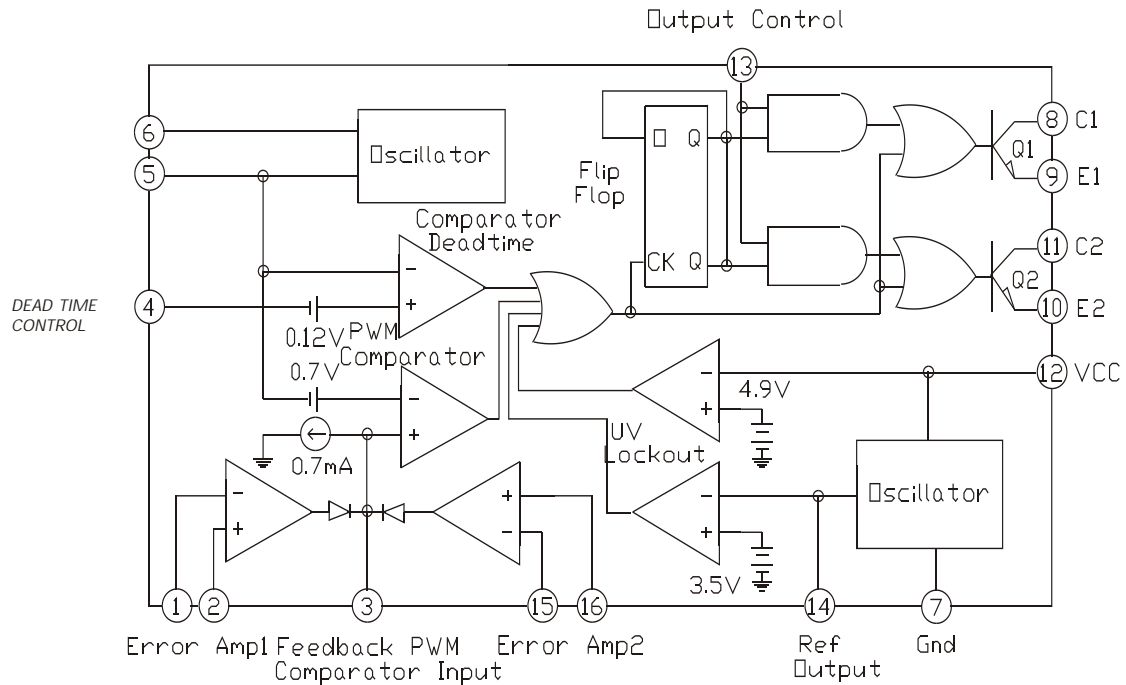 Output Control
13
6
Oscillator
5
8 C1
D Q
Flip
Flop
Q1
9 E1
Comparator
Deadtime
-
+
CK Q
11 C2
Q2
DEAD TIME
CONTROL
4
10 E2
0.12V
PWM
Comparator
0.7V
-
+
0.7mA
-
+
4.9V
12 VCC
UV
Lockout
-
+
+
-
-
+
3.5V
Oscillator
1
2
3
15
16
14
7
Error Amp1
Feedback PWM
Comparator Input
Error Amp2
Ref
Output
Gnd